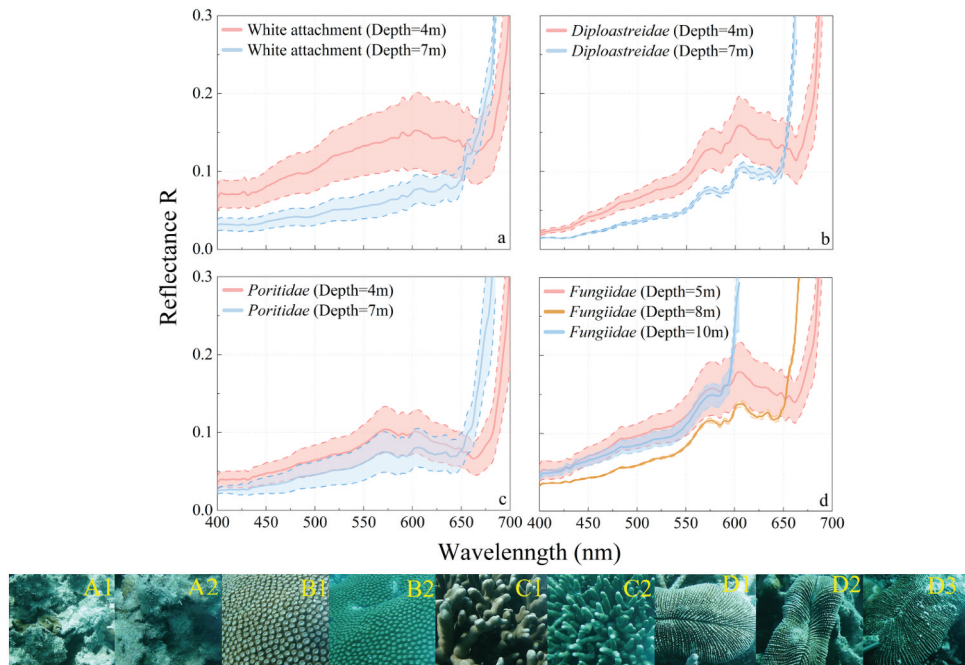 White attachment (Depth=4m)
White attachment (Depth=7m)
Diploastreidae (Depth=4m)
Diploastreidae (Depth=7m)
0.3
0.2
0.1
0.0
a
b
Reflectance R
Poritidae (Depth=4m)
Poritidae (Depth=7m)
Fungiidae (Depth=5m)
Fungiidae (Depth=8m)
Fungiidae (Depth=10m)
0.3
0.2
0.1
0.0
c
d
400 450 500 550 600 650 700
400 450 500 550 600 650 700
Wavelenngth (nm)
A1 A2 B1 B2 C1 C2 D1 D2 D3